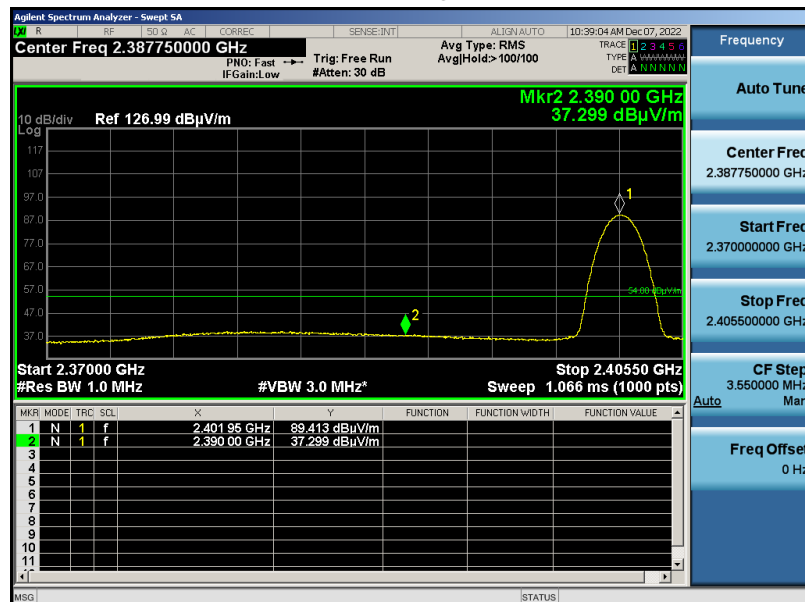 Agilent Spectrum Analyzer - Swept SA
LXI R RF 50 Ω AC CORREC SENSE:INT ALIGN AUTO 10:39:04 AM Dec 07, 2022
Center Freq 2.387750000 GHz
PNO: Fast
IFGain:Low
Trig: Free Run
#Atten: 30 dB
Avg Type: RMS
Avg|Hold:>100/100
TRACE 1 2 3 4 5 6
TYPE A WWWWW
DET A N N N N N
Mkr2 2.390 00 GHz
37.299 dBµV/m
10 dB/div Ref 126.99 dBµV/m
Log
117
107
97.0
87.0
77.0
67.0
57.0
47.0
37.0
1
2
54.00 dBµV/m
Start 2.37000 GHz Stop 2.40550 GHz
#Res BW 1.0 MHz #VBW 3.0 MHz* Sweep 1.066 ms (1000 pts)
MKR MODE TRC SCL X Y FUNCTION FUNCTION WIDTH FUNCTION VALUE
1 N 1 f 2.401 95 GHz 89.413 dBµV/m
2 N 1 f 2.390 00 GHz 37.299 dBµV/m
3
4
5
6
7
8
9
10
11
MSG STATUS
Frequency
Auto Tune
Center Freq
2.387750000 GHz
Start Freq
2.370000000 GHz
Stop Freq
2.405500000 GHz
CF Step
3.550000 MHz
Auto Man
Freq Offset
0 Hz